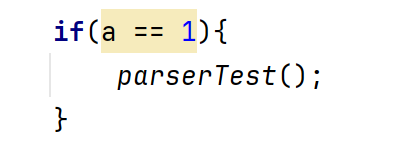 if(a == 1){
    parserTest();
}